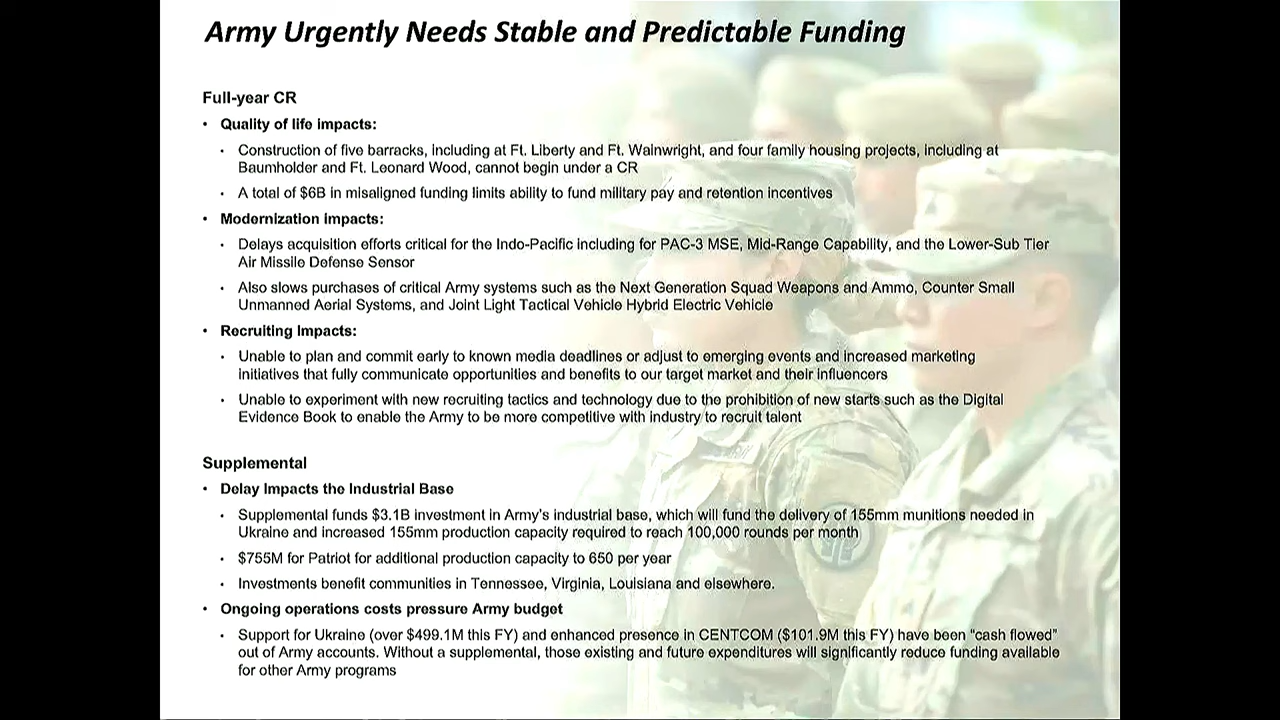 Army Urgently Needs Stable and Predictable Funding
Full-year CR
• Quality of life impacts:
• Construction of five barracks, including at Ft. Liberty and Ft. Wainwright, and four family housing projects, including at
Baumholder and Ft. Leonard Wood, cannot begin under a CR
• A total of $6B in misaligned funding limits ability to fund military pay and retention incentives
• Modernization impacts:
• Delays acquisition efforts critical for the Indo-Pacific including for PAC-3 MSE, Mid-Range Capability, and the Lower-Sub Tier
Air Missile Defense Sensor
• Also slows purchases of critical Army systems such as the Next Generation Squad Weapons and Ammo, Counter Small
Unmanned Aerial Systems, and Joint Light Tactical Vehicle Hybrid Electric Vehicle
• Recruiting Impacts:
• Unable to plan and commit early to known media deadlines or adjust to emerging events and increased marketing
initiatives that fully communicate opportunities and benefits to our target market and their influencers
• Unable to experiment with new recruiting tactics and technology due to the prohibition of new starts such as the Digital
Evidence Book to enable the Army to be more competitive with industry to recruit talent
Supplemental
• Delay Impacts the Industrial Base
• Supplemental funds $3.1B investment in Army's industrial base, which will fund the delivery of 155mm munitions needed in
Ukraine and increased 155mm production capacity required to reach 100,000 rounds per month
• $755M for Patriot for additional production capacity to 650 per year
• Investments benefit communities in Tennessee, Virginia, Louisiana and elsewhere.
• Ongoing operations costs pressure Army budget
• Support for Ukraine (over $499.1M this FY) and enhanced presence in CENTCOM ($101.9M this FY) have been "cash flowed"
out of Army accounts. Without a supplemental, those existing and future expenditures will significantly reduce funding available
for other Army programs